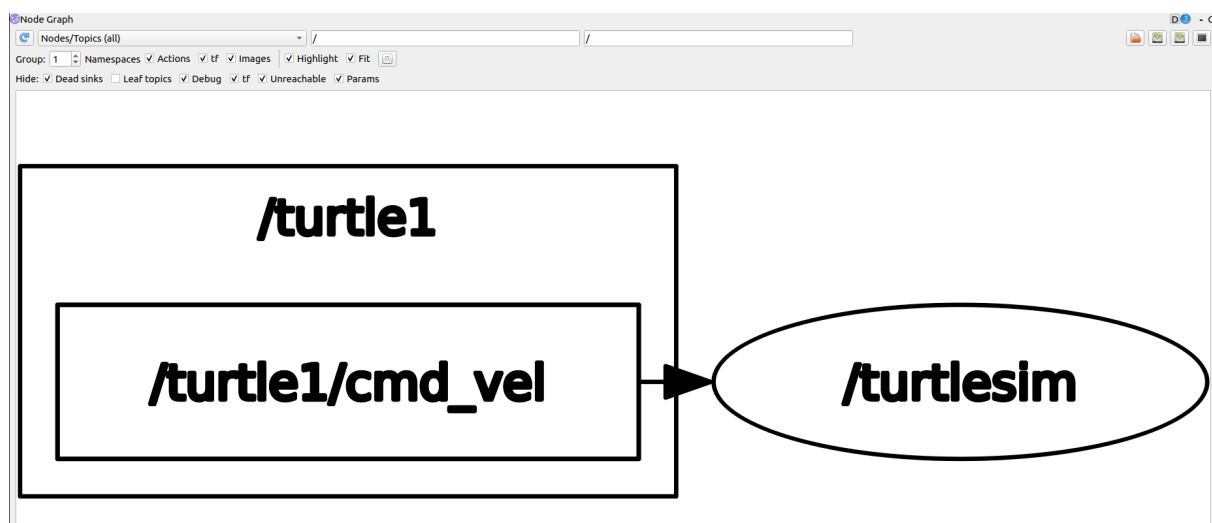 Node Graph
D? - C
Nodes/Topics (all) / /
Group: 1 Namespaces Actions tf Images Highlight Fit
Hide: Dead sinks Leaf topics Debug tf Unreachable Params
/turtle1
/turtle1/cmd_vel /turtlesim